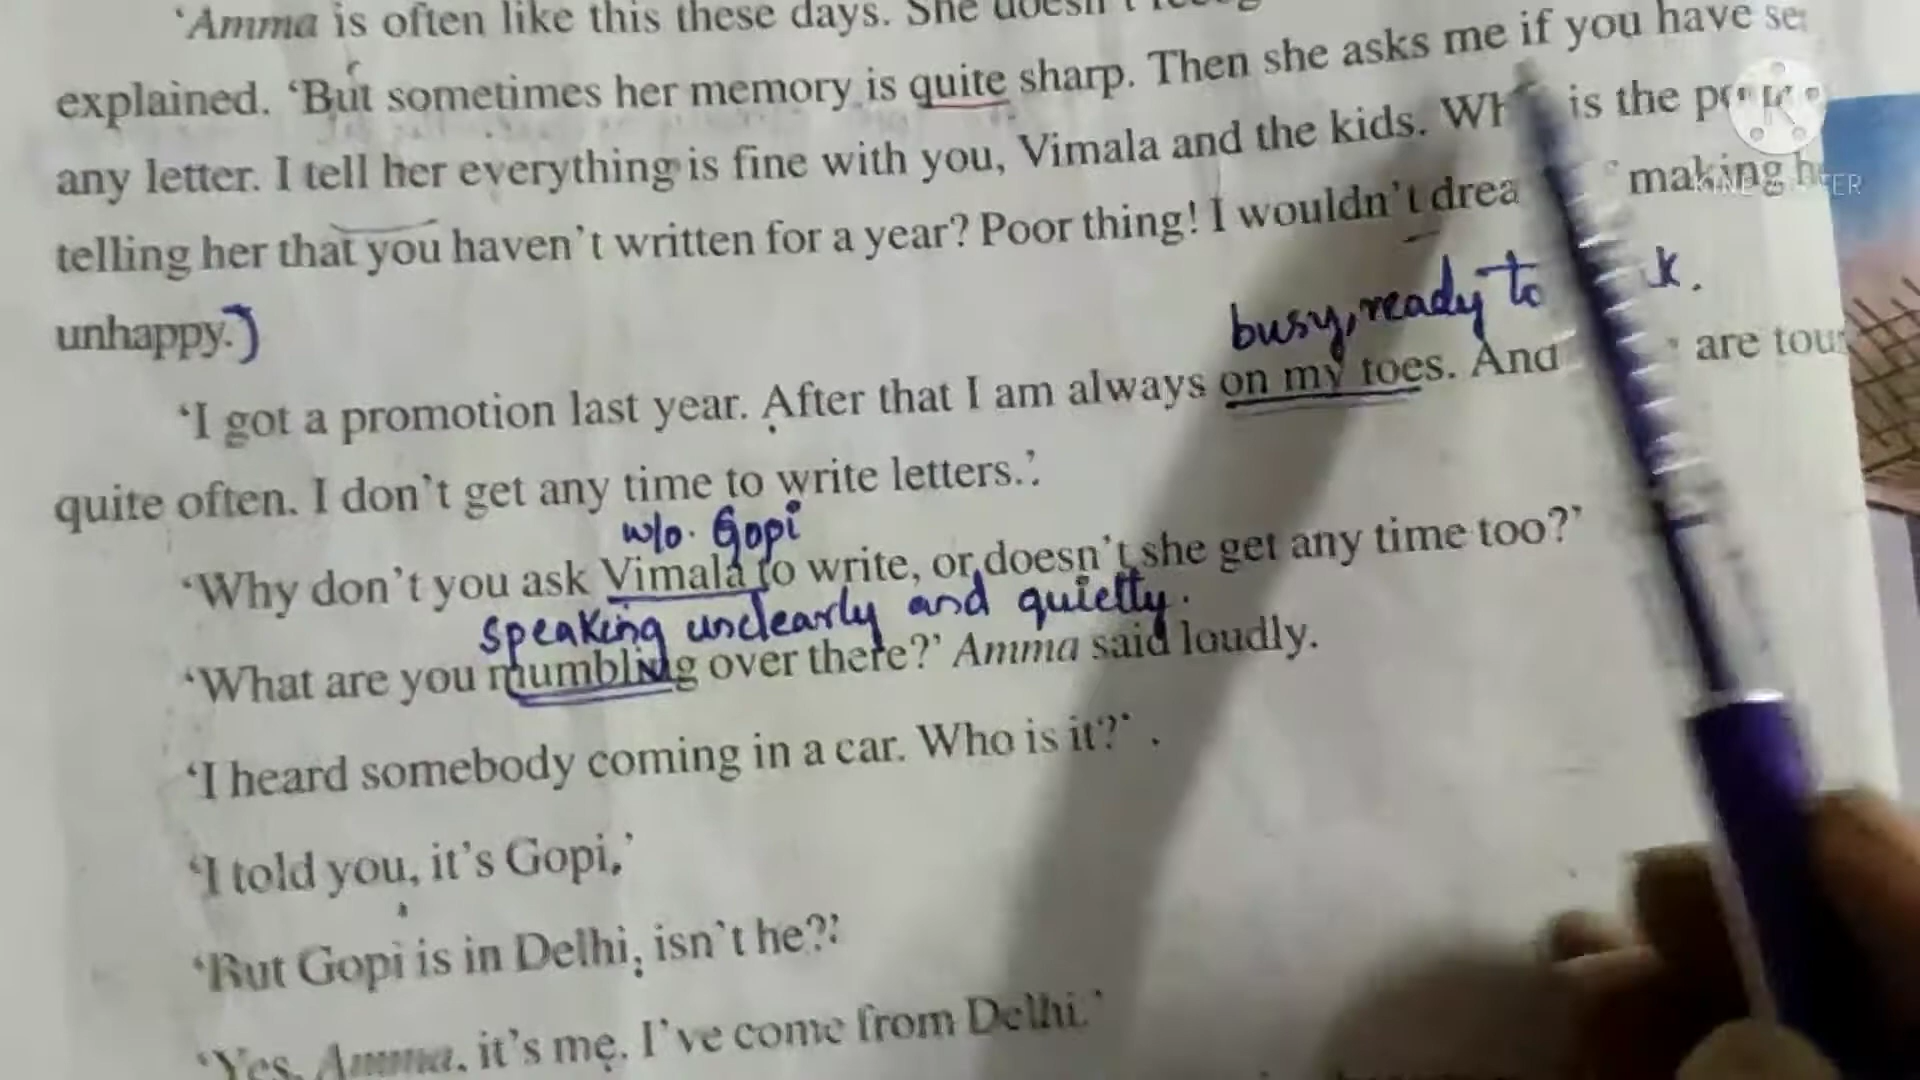 ‘Amma is often like this these days. She doesn't
explained. ‘But sometimes her memory is quite sharp. Then she asks me if you have
any letter. I tell her everything is fine with you, Vimala and the kids. is the
telling her that you haven't written for a year? Poor thing! I wouldn't making
busy, ready to
unhappy.)
‘I got a promotion last year. After that I am always on my toes. And are
quite often. I don't get any time to write letters.’
w/o. Gopi
‘Why don't you ask Vimala to write, or doesn't she get any time too?’
speaking unclearly and quietly.
‘What are you mumbling over there?’ Amma said loudly.
‘I heard somebody coming in a car. Who is it?’
‘I told you, it's Gopi,’
‘But Gopi is in Delhi, isn't he?’
‘Yes, Amma, it's me. I've come from Delhi.’